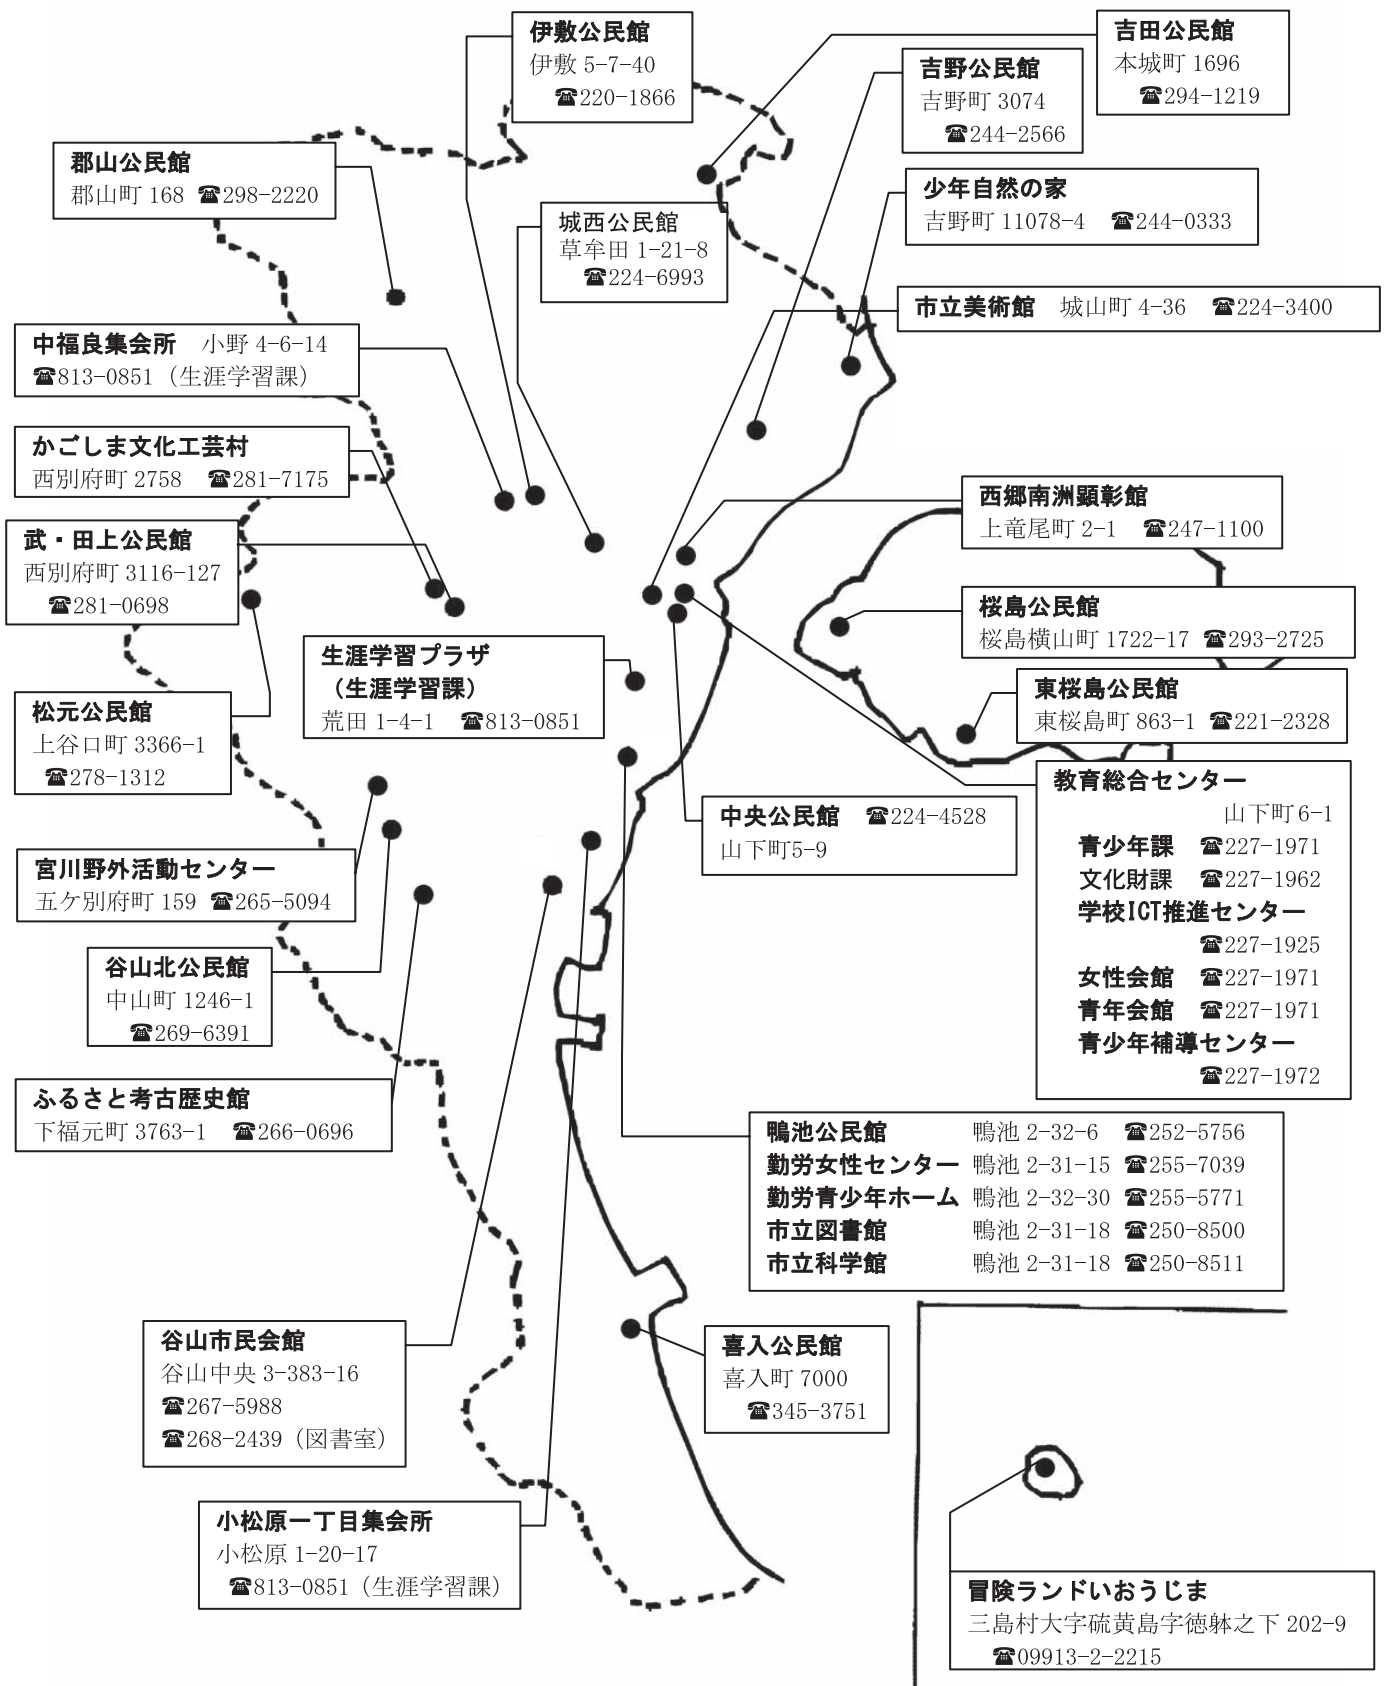 伊敷公民館
伊敷 5-7-40
☎220-1866
吉田公民館
本城町 1696
☎294-1219
吉野公民館
吉野町 3074
☎244-2566
郡山公民館
郡山町 168 ☎298-2220
少年自然の家
吉野町 11078-4 ☎244-0333
城西公民館
草牟田 1-21-8
☎224-6993
市立美術館 城山町 4-36 ☎224-3400
中福良集会所 小野 4-6-14
☎813-0851（生涯学習課）
かごしま文化工芸村
西別府町 2758 ☎281-7175
西郷南洲顕彰館
上竜尾町 2-1 ☎247-1100
武・田上公民館
西別府町 3116-127
☎281-0698
桜島公民館
桜島横山町 1722-17 ☎293-2725
生涯学習プラザ
（生涯学習課）
荒田 1-4-1 ☎813-0851
東桜島公民館
東桜島町 863-1 ☎221-2328
松元公民館
上谷口町 3366-1
☎278-1312
教育総合センター
山下町 6-1
青少年課 ☎227-1971
文化財課 ☎227-1962
学校ICT推進センター
☎227-1925
女性会館 ☎227-1971
青年会館 ☎227-1971
青少年補導センター
☎227-1972
中央公民館 ☎224-4528
山下町5-9
宮川野外活動センター
五ケ別府町 159 ☎265-5094
谷山北公民館
中山町 1246-1
☎269-6391
ふるさと考古歴史館
下福元町 3763-1 ☎266-0696
鴨池公民館 鴨池 2-32-6 ☎252-5756
勤労女性センター 鴨池 2-31-15 ☎255-7039
勤労青少年ホーム 鴨池 2-32-30 ☎255-5771
市立図書館 鴨池 2-31-18 ☎250-8500
市立科学館 鴨池 2-31-18 ☎250-8511
谷山市民会館
谷山中央 3-383-16
☎267-5988
☎268-2439（図書室）
喜入公民館
喜入町 7000
☎345-3751
小松原一丁目集会所
小松原 1-20-17
☎813-0851（生涯学習課）
冒険ランドいおうじま
三島村大字硫黄島字徳躰之下 202-9
☎09913-2-2215